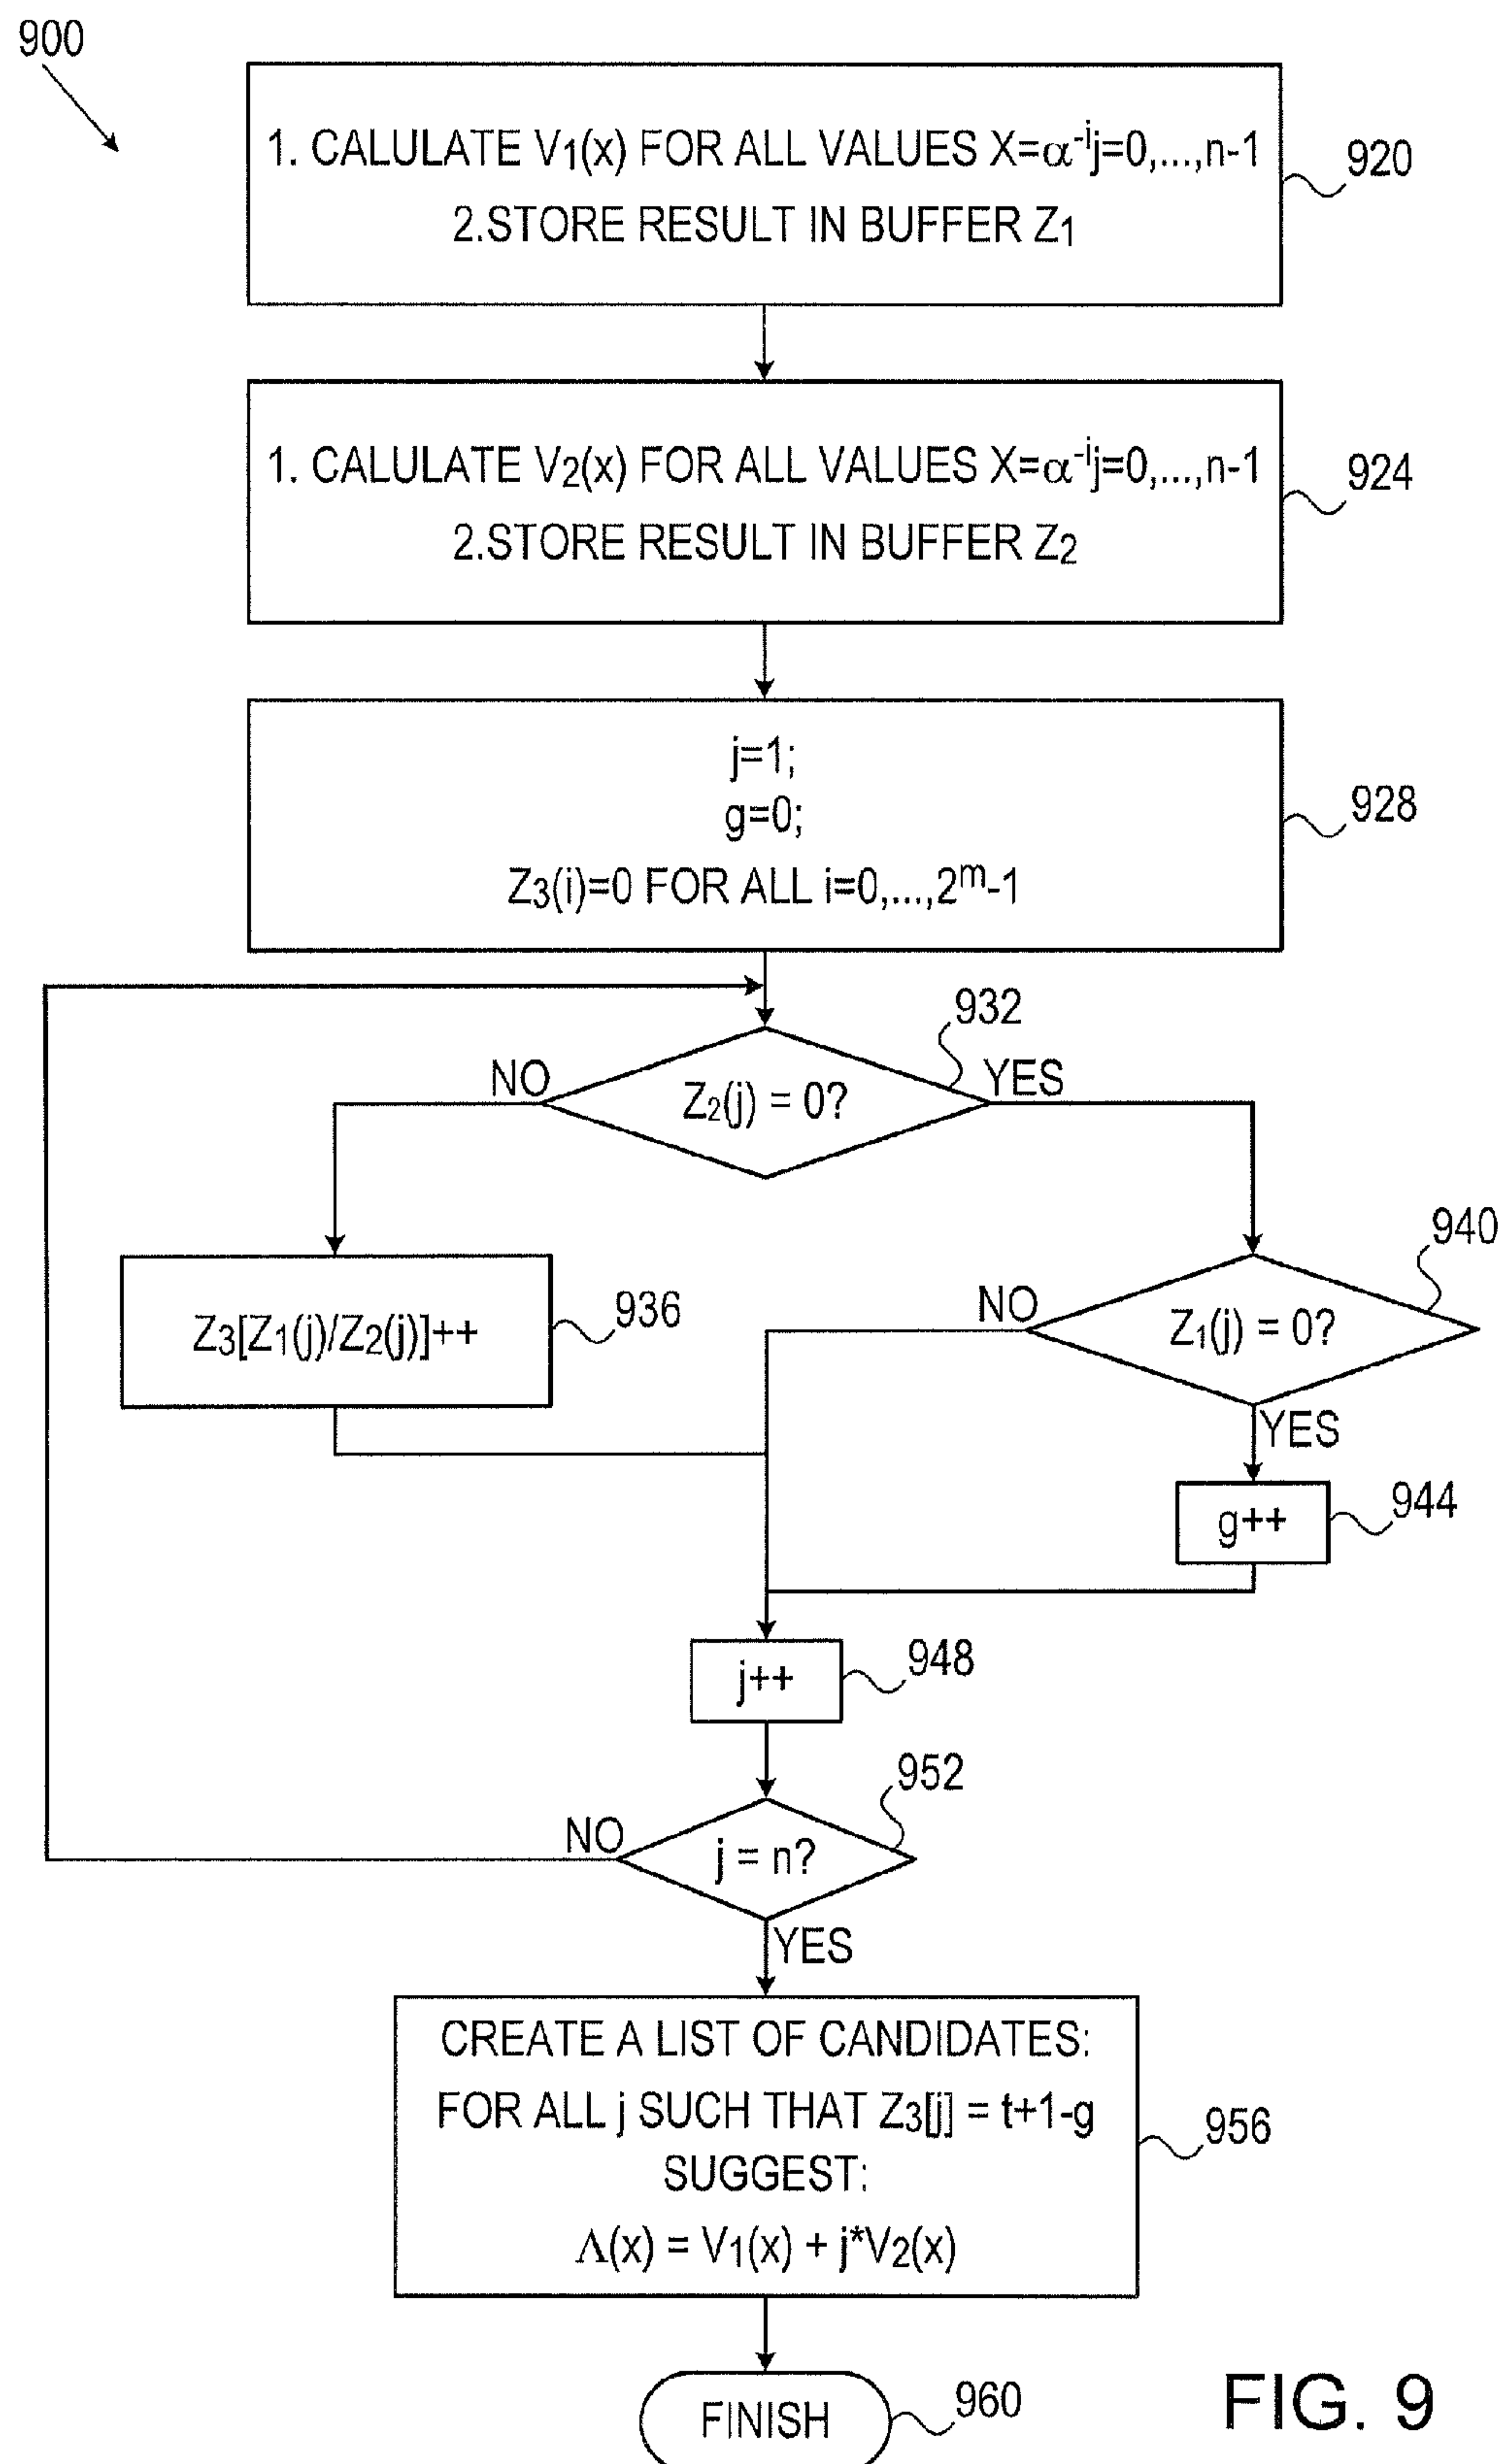 900
1. CALULATE V₁(x) FOR ALL VALUES X=α⁻ⁱj=0,...,n-1
2.STORE RESULT IN BUFFER Z₁
920
1. CALULATE V₂(x) FOR ALL VALUES X=α⁻ⁱj=0,...,n-1
2.STORE RESULT IN BUFFER Z₂
924
j=1;
g=0;
Z₃(i)=0 FOR ALL i=0,...,2ᵐ-1
928
932
NO
YES
Z₂(j) = 0?
940
Z₃[Z₁(j)/Z₂(j)]++
936
NO
Z₁(j) = 0?
YES
g++
944
j++
948
952
NO
j = n?
YES
CREATE A LIST OF CANDIDATES:
FOR ALL j SUCH THAT Z₃[j] = t+1-g
SUGGEST:
Λ(x) = V₁(x) + j*V₂(x)
956
FINISH
960
FIG. 9